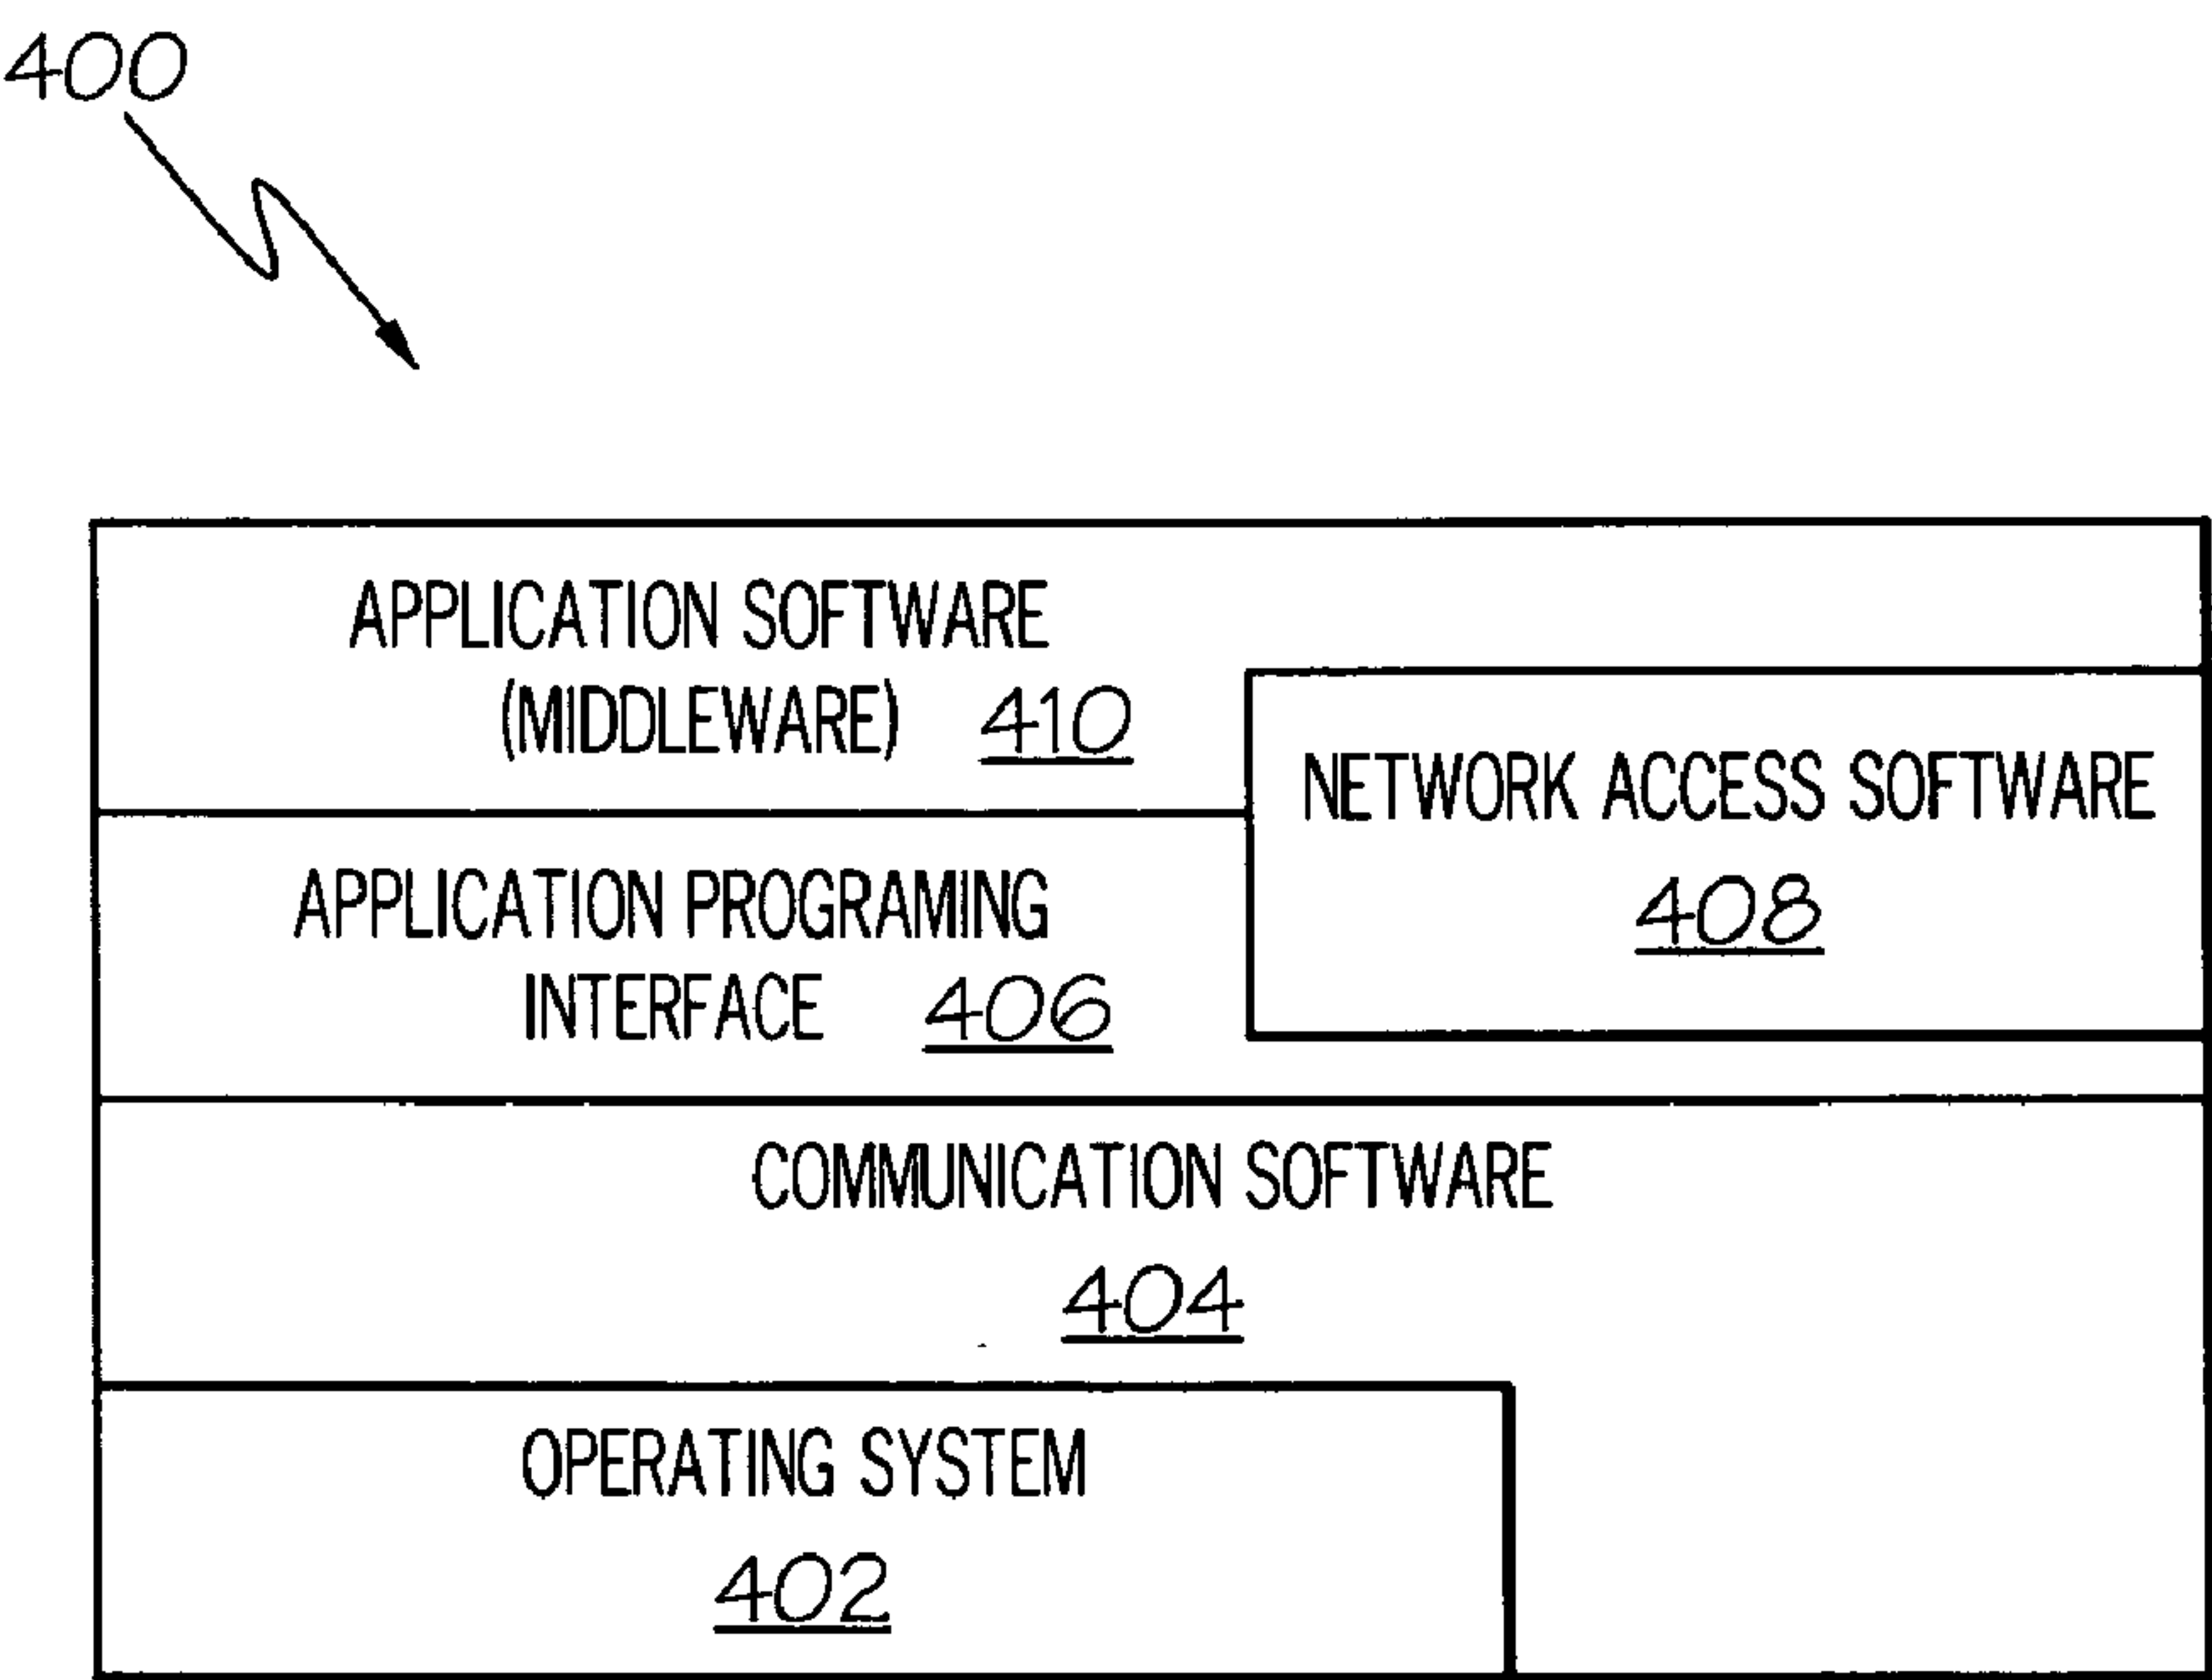 400
APPLICATION SOFTWARE
(MIDDLEWARE) 410
NETWORK ACCESS SOFTWARE
408
APPLICATION PROGRAMING
INTERFACE 406
COMMUNICATION SOFTWARE
404
OPERATING SYSTEM
402